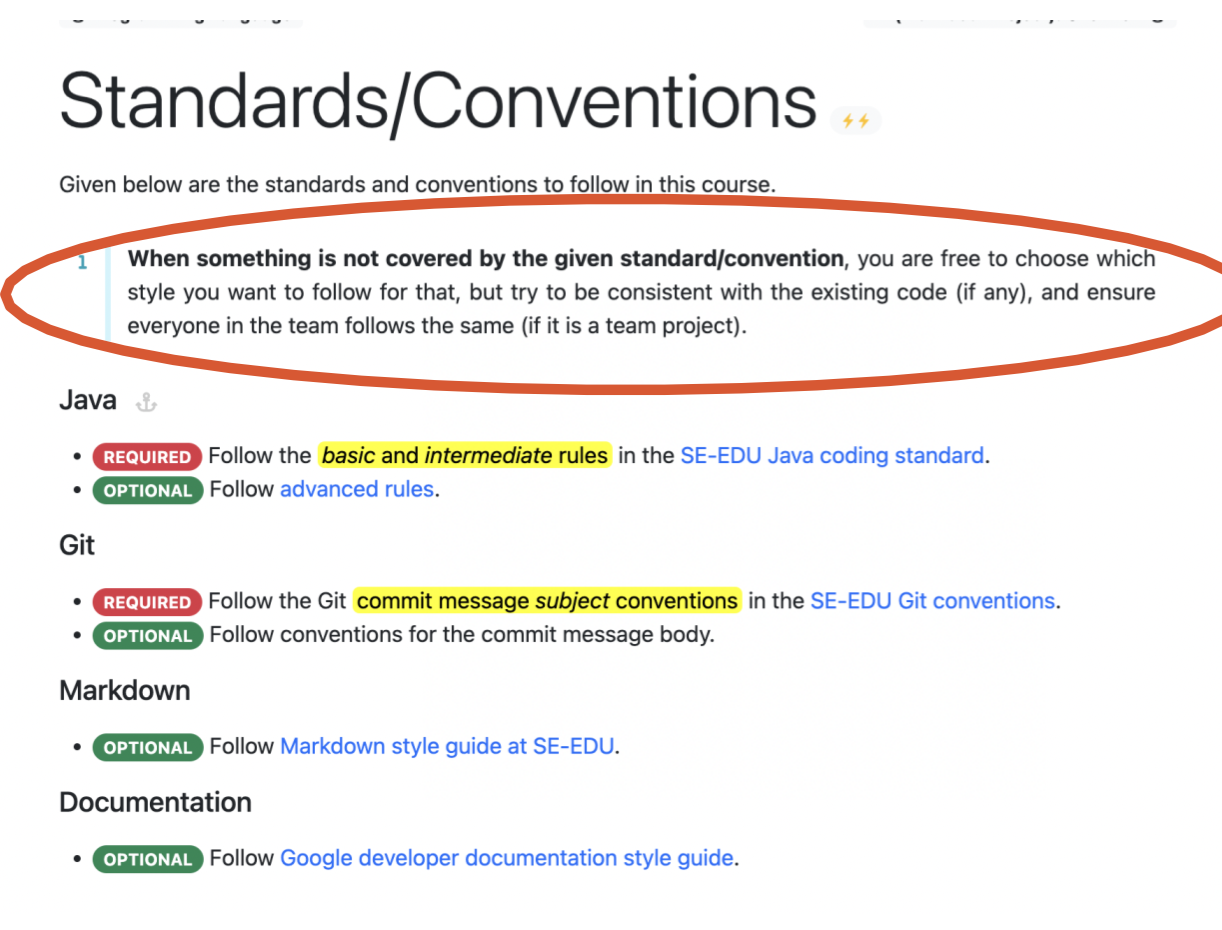 Standards/Conventions
Given below are the standards and conventions to follow in this course.
1
When something is not covered by the given standard/convention, you are free to choose which
style you want to follow for that, but try to be consistent with the existing code (if any), and ensure
everyone in the team follows the same (if it is a team project).
Java
• REQUIRED Follow the basic and intermediate rules in the SE-EDU Java coding standard.
• OPTIONAL Follow advanced rules.
Git
• REQUIRED Follow the Git commit message subject conventions in the SE-EDU Git conventions.
• OPTIONAL Follow conventions for the commit message body.
Markdown
• OPTIONAL Follow Markdown style guide at SE-EDU.
Documentation
• OPTIONAL Follow Google developer documentation style guide.